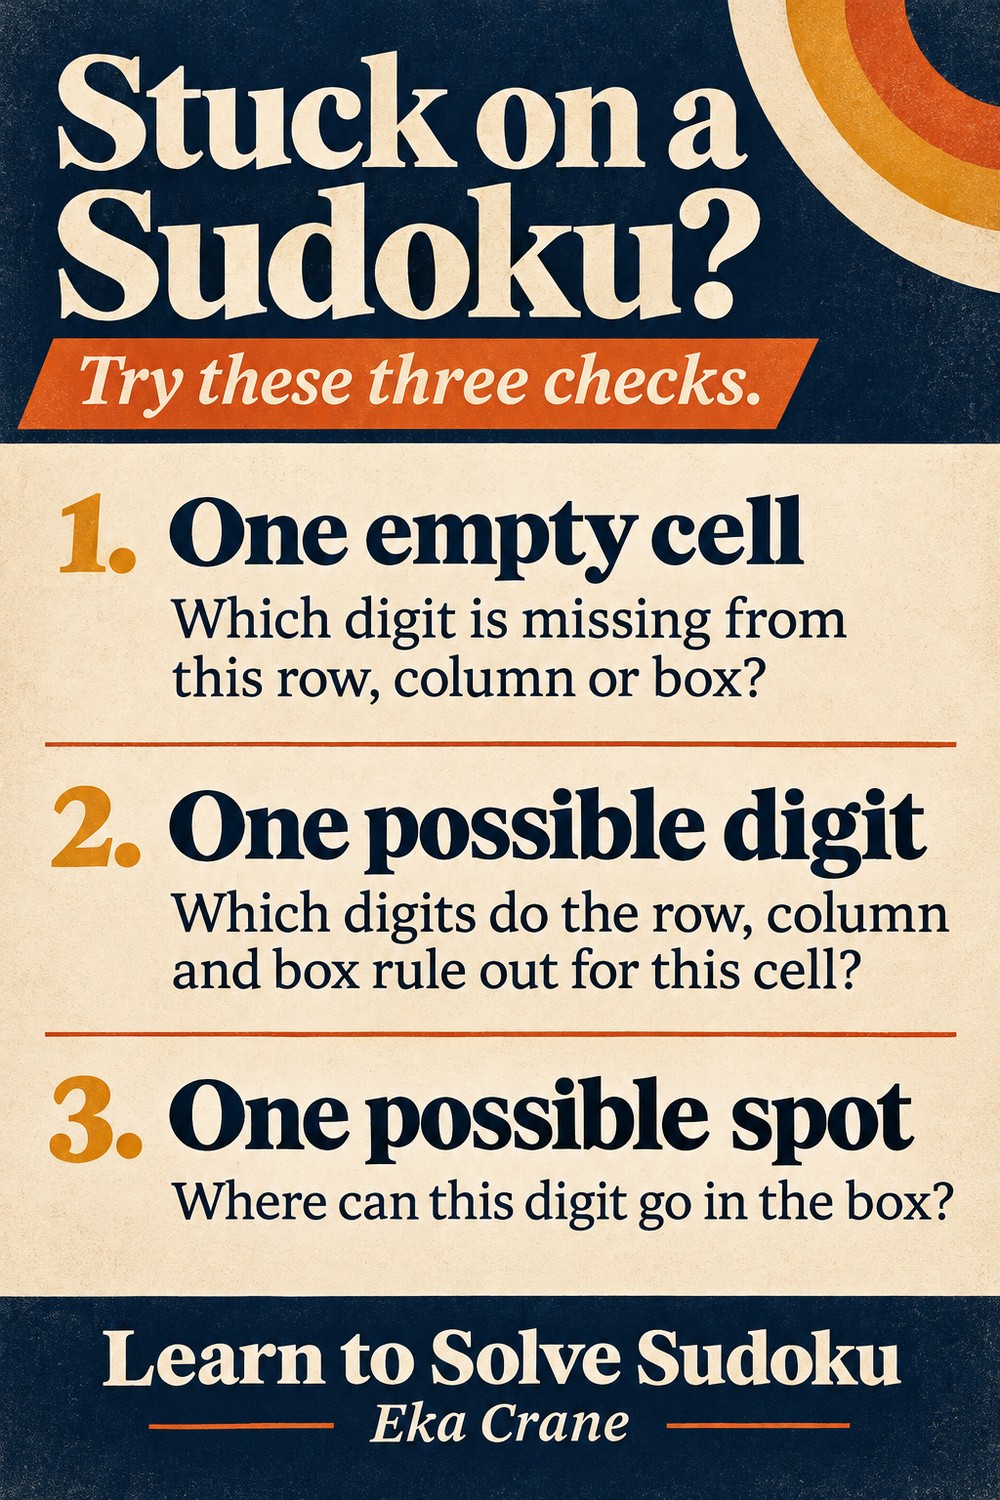 Stuck on a
Sudoku?
Try these three checks.
1. One empty cell
Which digit is missing from
this row, column or box?
2. One possible digit
Which digits do the row, column
and box rule out for this cell?
3. One possible spot
Where can this digit go in the box?
Learn to Solve Sudoku
Eka Crane